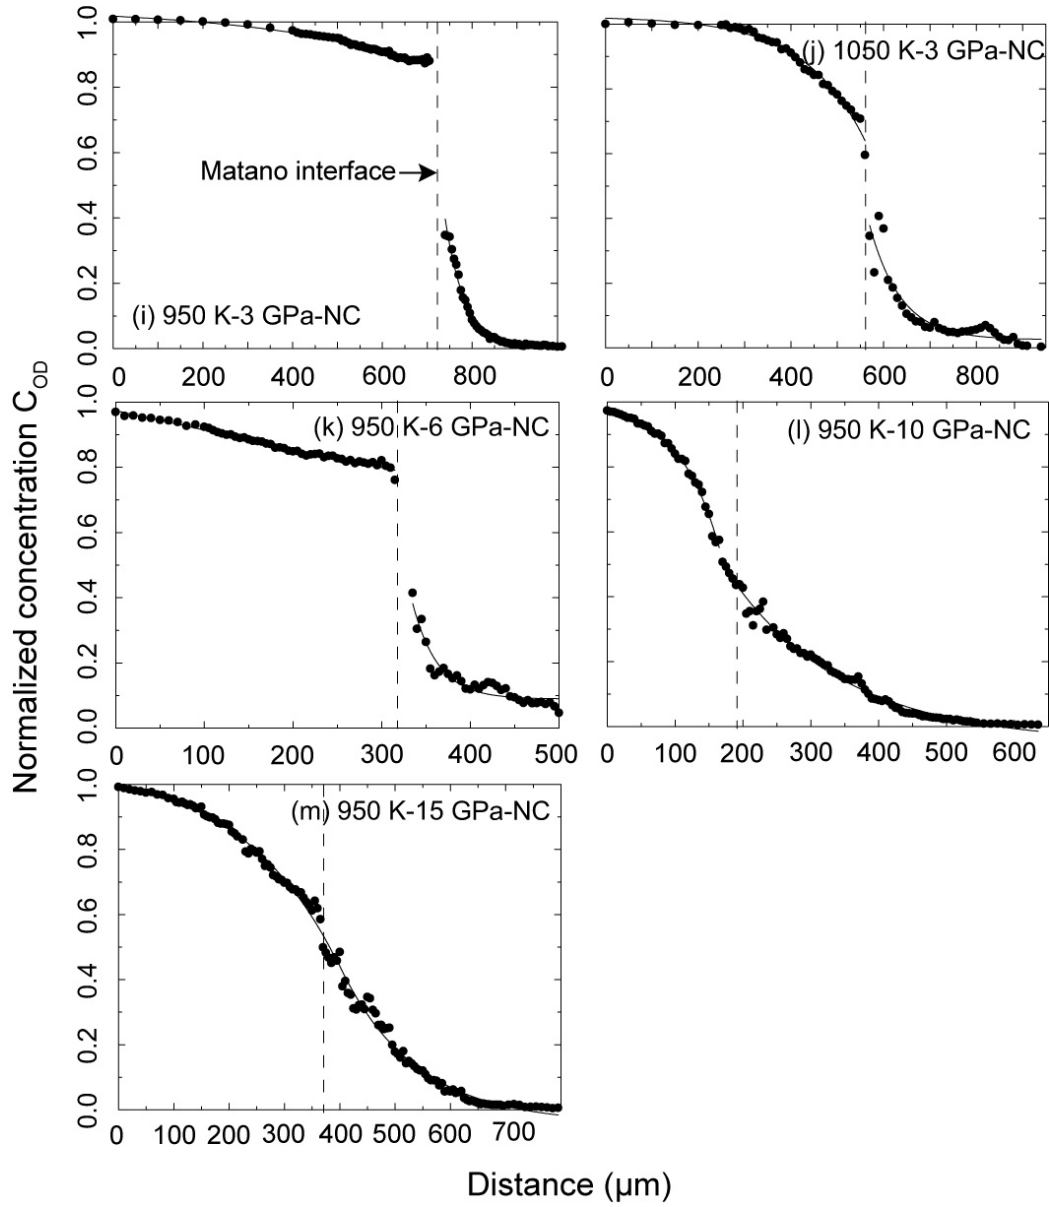 1.0
0.8
0.6
0.4
0.2
0.0
Matano interface
(i) 950 K-3 GPa-NC
0 200 400 600 800
(j) 1050 K-3 GPa-NC
0 200 400 600 800
Normalized concentration COD
1.0
0.8
0.6
0.4
0.2
0.0
(k) 950 K-6 GPa-NC
0 100 200 300 400 500
(l) 950 K-10 GPa-NC
0 100 200 300 400 500 600
1.0
0.8
0.6
0.4
0.2
0.0
(m) 950 K-15 GPa-NC
0 100 200 300 400 500 600 700
Distance (μm)